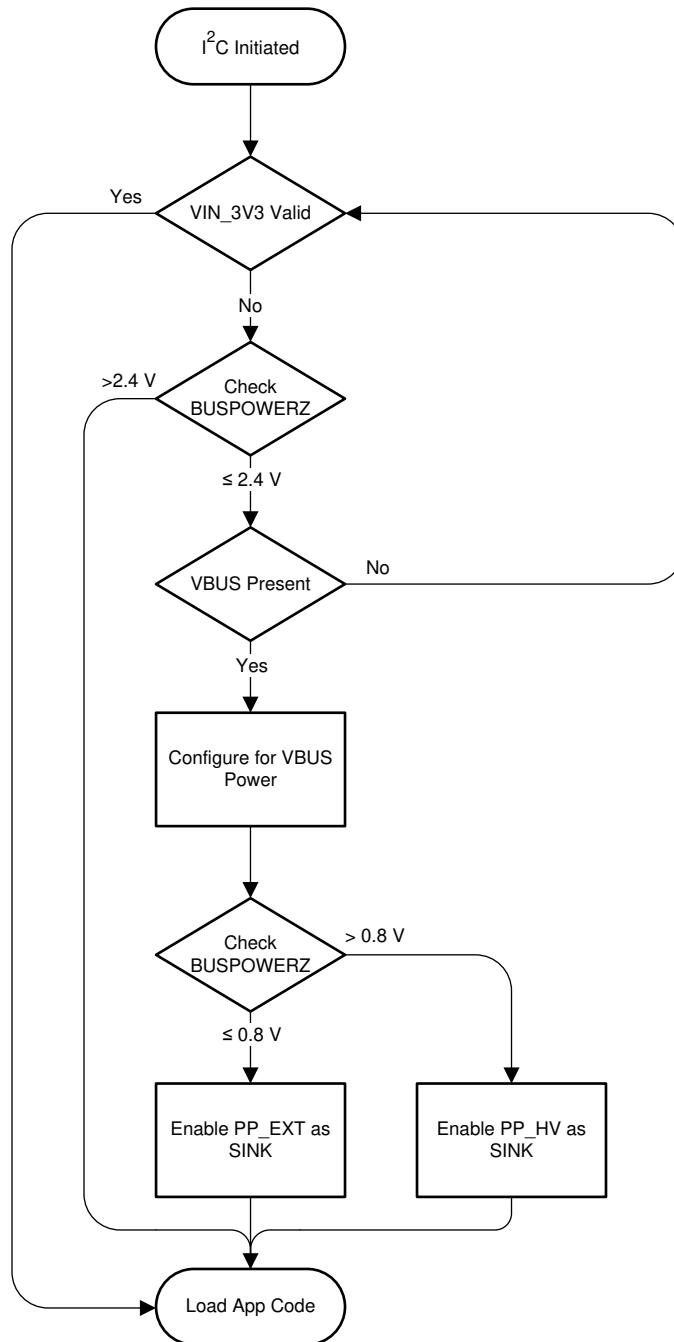 I²C Initiated
Yes
VIN_3V3 Valid
No
>2.4 V
Check
BUSPOWERZ
≤ 2.4 V
VBUS Present
No
Yes
Configure for VBUS
Power
Check
BUSPOWERZ
> 0.8 V
≤ 0.8 V
Enable PP_EXT as
SINK
Enable PP_HV as
SINK
Load App Code